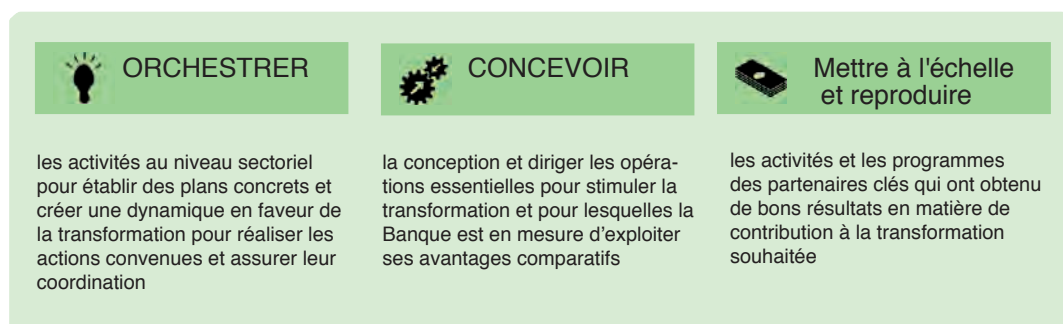 ORCHESTRER
les activités au niveau sectoriel
pour établir des plans concrets et
créer une dynamique en faveur de
la transformation pour réaliser les
actions convenues et assurer leur
coordination
CONCEVOIR
la conception et diriger les opéra-
tions essentielles pour stimuler la
transformation et pour lesquelles la
Banque est en mesure d'exploiter
ses avantages comparatifs
Mettre à l'échelle
et reproduire
les activités et les programmes
des partenaires clés qui ont obtenu
de bons résultats en matière de
contribution à la transformation
souhaitée